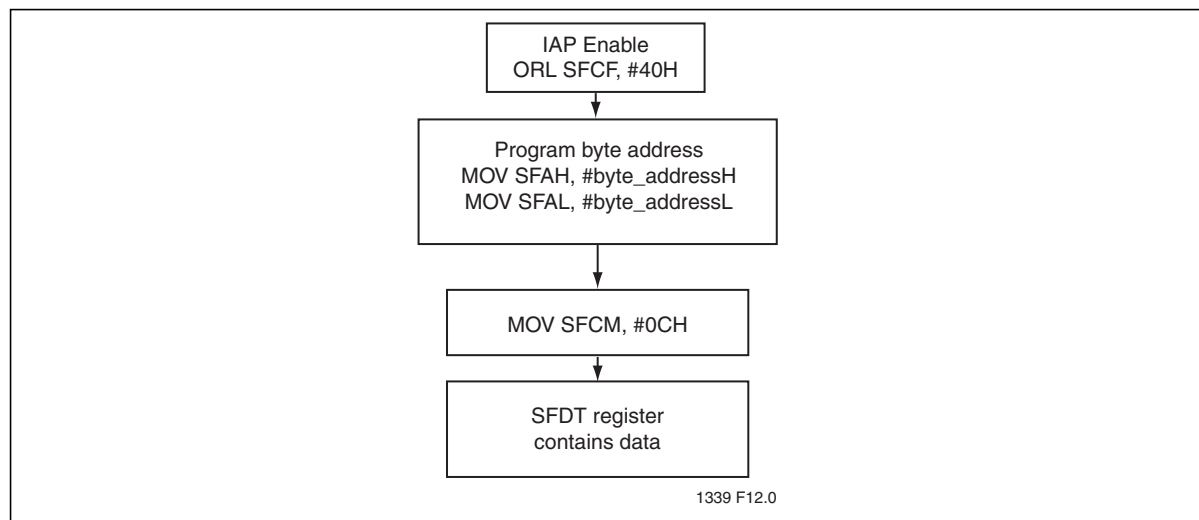 IAP Enable
ORL SFCF, #40H
Program byte address
MOV SFAH, #byte_addressH
MOV SFAL, #byte_addressL
MOV SFCM, #0CH
SFDT register
contains data
1339 F12.0